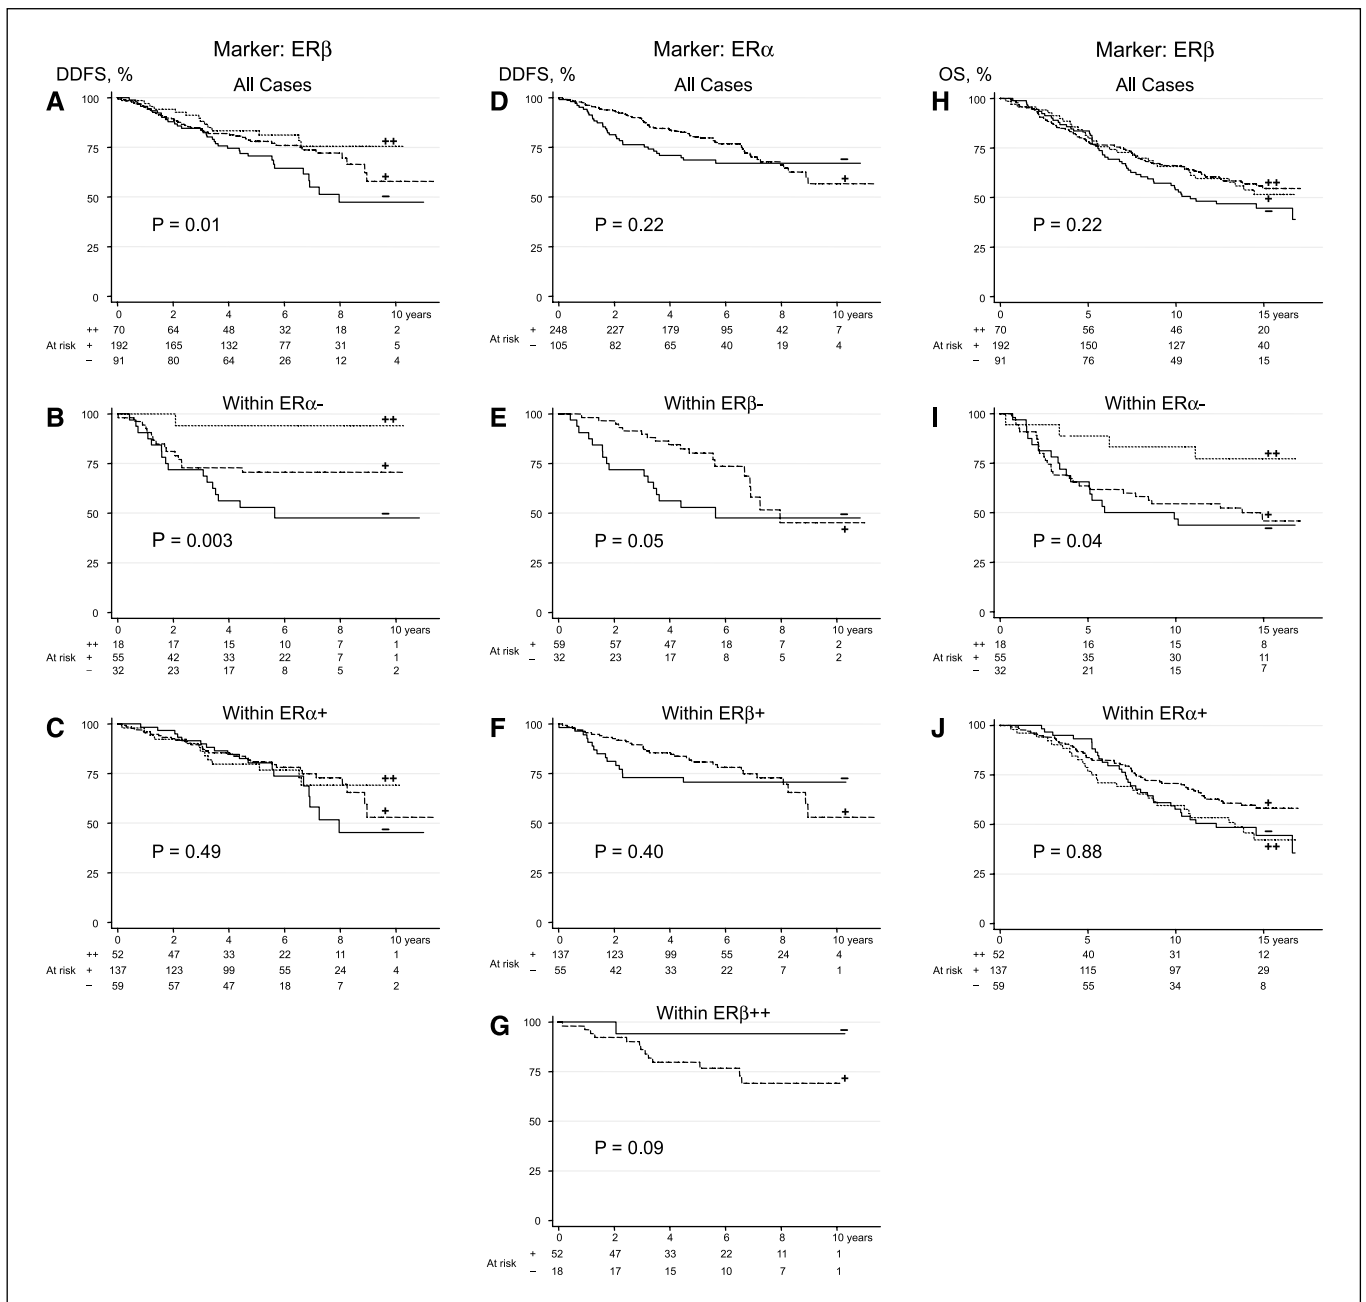 Marker: ERβ
DDFS, %
A
All Cases
100
75
50
25
0
++
+
−
P = 0.01
0 2 4 6 8 10 years
++ 70 64 48 32 18 2
At risk + 192 165 132 77 31 5
− 91 80 64 26 12 4
B
Within ERα-
100
75
50
25
0
++
+
−
P = 0.003
0 2 4 6 8 10 years
++ 18 17 15 10 7 1
At risk + 55 42 33 22 7 1
− 32 23 17 8 5 2
C
Within ERα+
100
75
50
25
0
++
+
−
P = 0.49
0 2 4 6 8 10 years
++ 52 47 33 22 11 1
At risk + 137 123 99 55 24 4
− 59 57 47 18 7 2
Marker: ERα
DDFS, %
D
All Cases
100
75
50
25
0
−
+
P = 0.22
0 2 4 6 8 10 years
+ 248 227 179 95 42 7
At risk
− 105 82 65 40 19 4
E
Within ERβ-
100
75
50
25
0
−
+
P = 0.05
0 2 4 6 8 10 years
+ 59 57 47 18 7 2
At risk
− 32 23 17 8 5 2
F
Within ERβ+
100
75
50
25
0
−
+
P = 0.40
0 2 4 6 8 10 years
+ 137 123 99 55 24 4
At risk
− 55 42 33 22 7 1
G
Within ERβ++
100
75
50
25
0
−
+
P = 0.09
0 2 4 6 8 10 years
+ 52 47 33 22 11 1
At risk
− 18 17 15 10 7 1
Marker: ERβ
OS, %
H
All Cases
100
75
50
25
0
++
+
−
P = 0.22
0 5 10 15 years
++ 70 56 46 20
At risk + 192 150 127 40
− 91 76 49 15
I
Within ERα-
100
75
50
25
0
++
+
−
P = 0.04
0 5 10 15 years
++ 18 16 15 8
At risk + 55 35 30 11
− 32 21 15 7
J
Within ERα+
100
75
50
25
0
+
−
++
P = 0.88
0 5 10 15 years
++ 52 40 31 12
At risk + 137 115 97 29
− 59 55 34 8